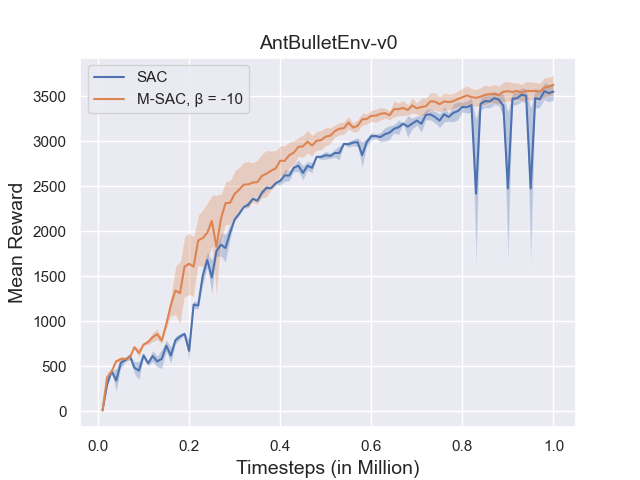 AntBulletEnv-v0
SAC
M-SAC, β = -10
Mean Reward
3500
3000
2500
2000
1500
1000
500
0
0.0 0.2 0.4 0.6 0.8 1.0
Timesteps (in Million)